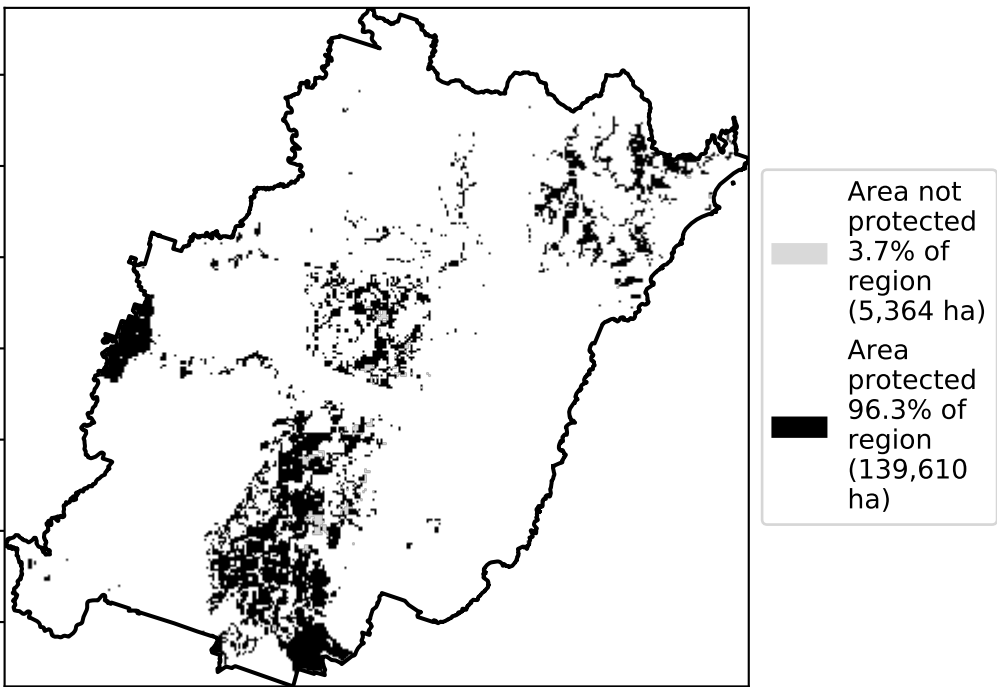 Area not
protected
3.7% of
region
(5,364 ha)
Area
protected
96.3% of
region
(139,610
ha)